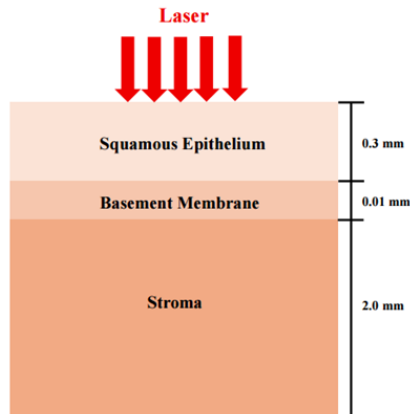 Laser
Squamous Epithelium
0.3 mm
Basement Membrane
0.01 mm
Stroma
2.0 mm